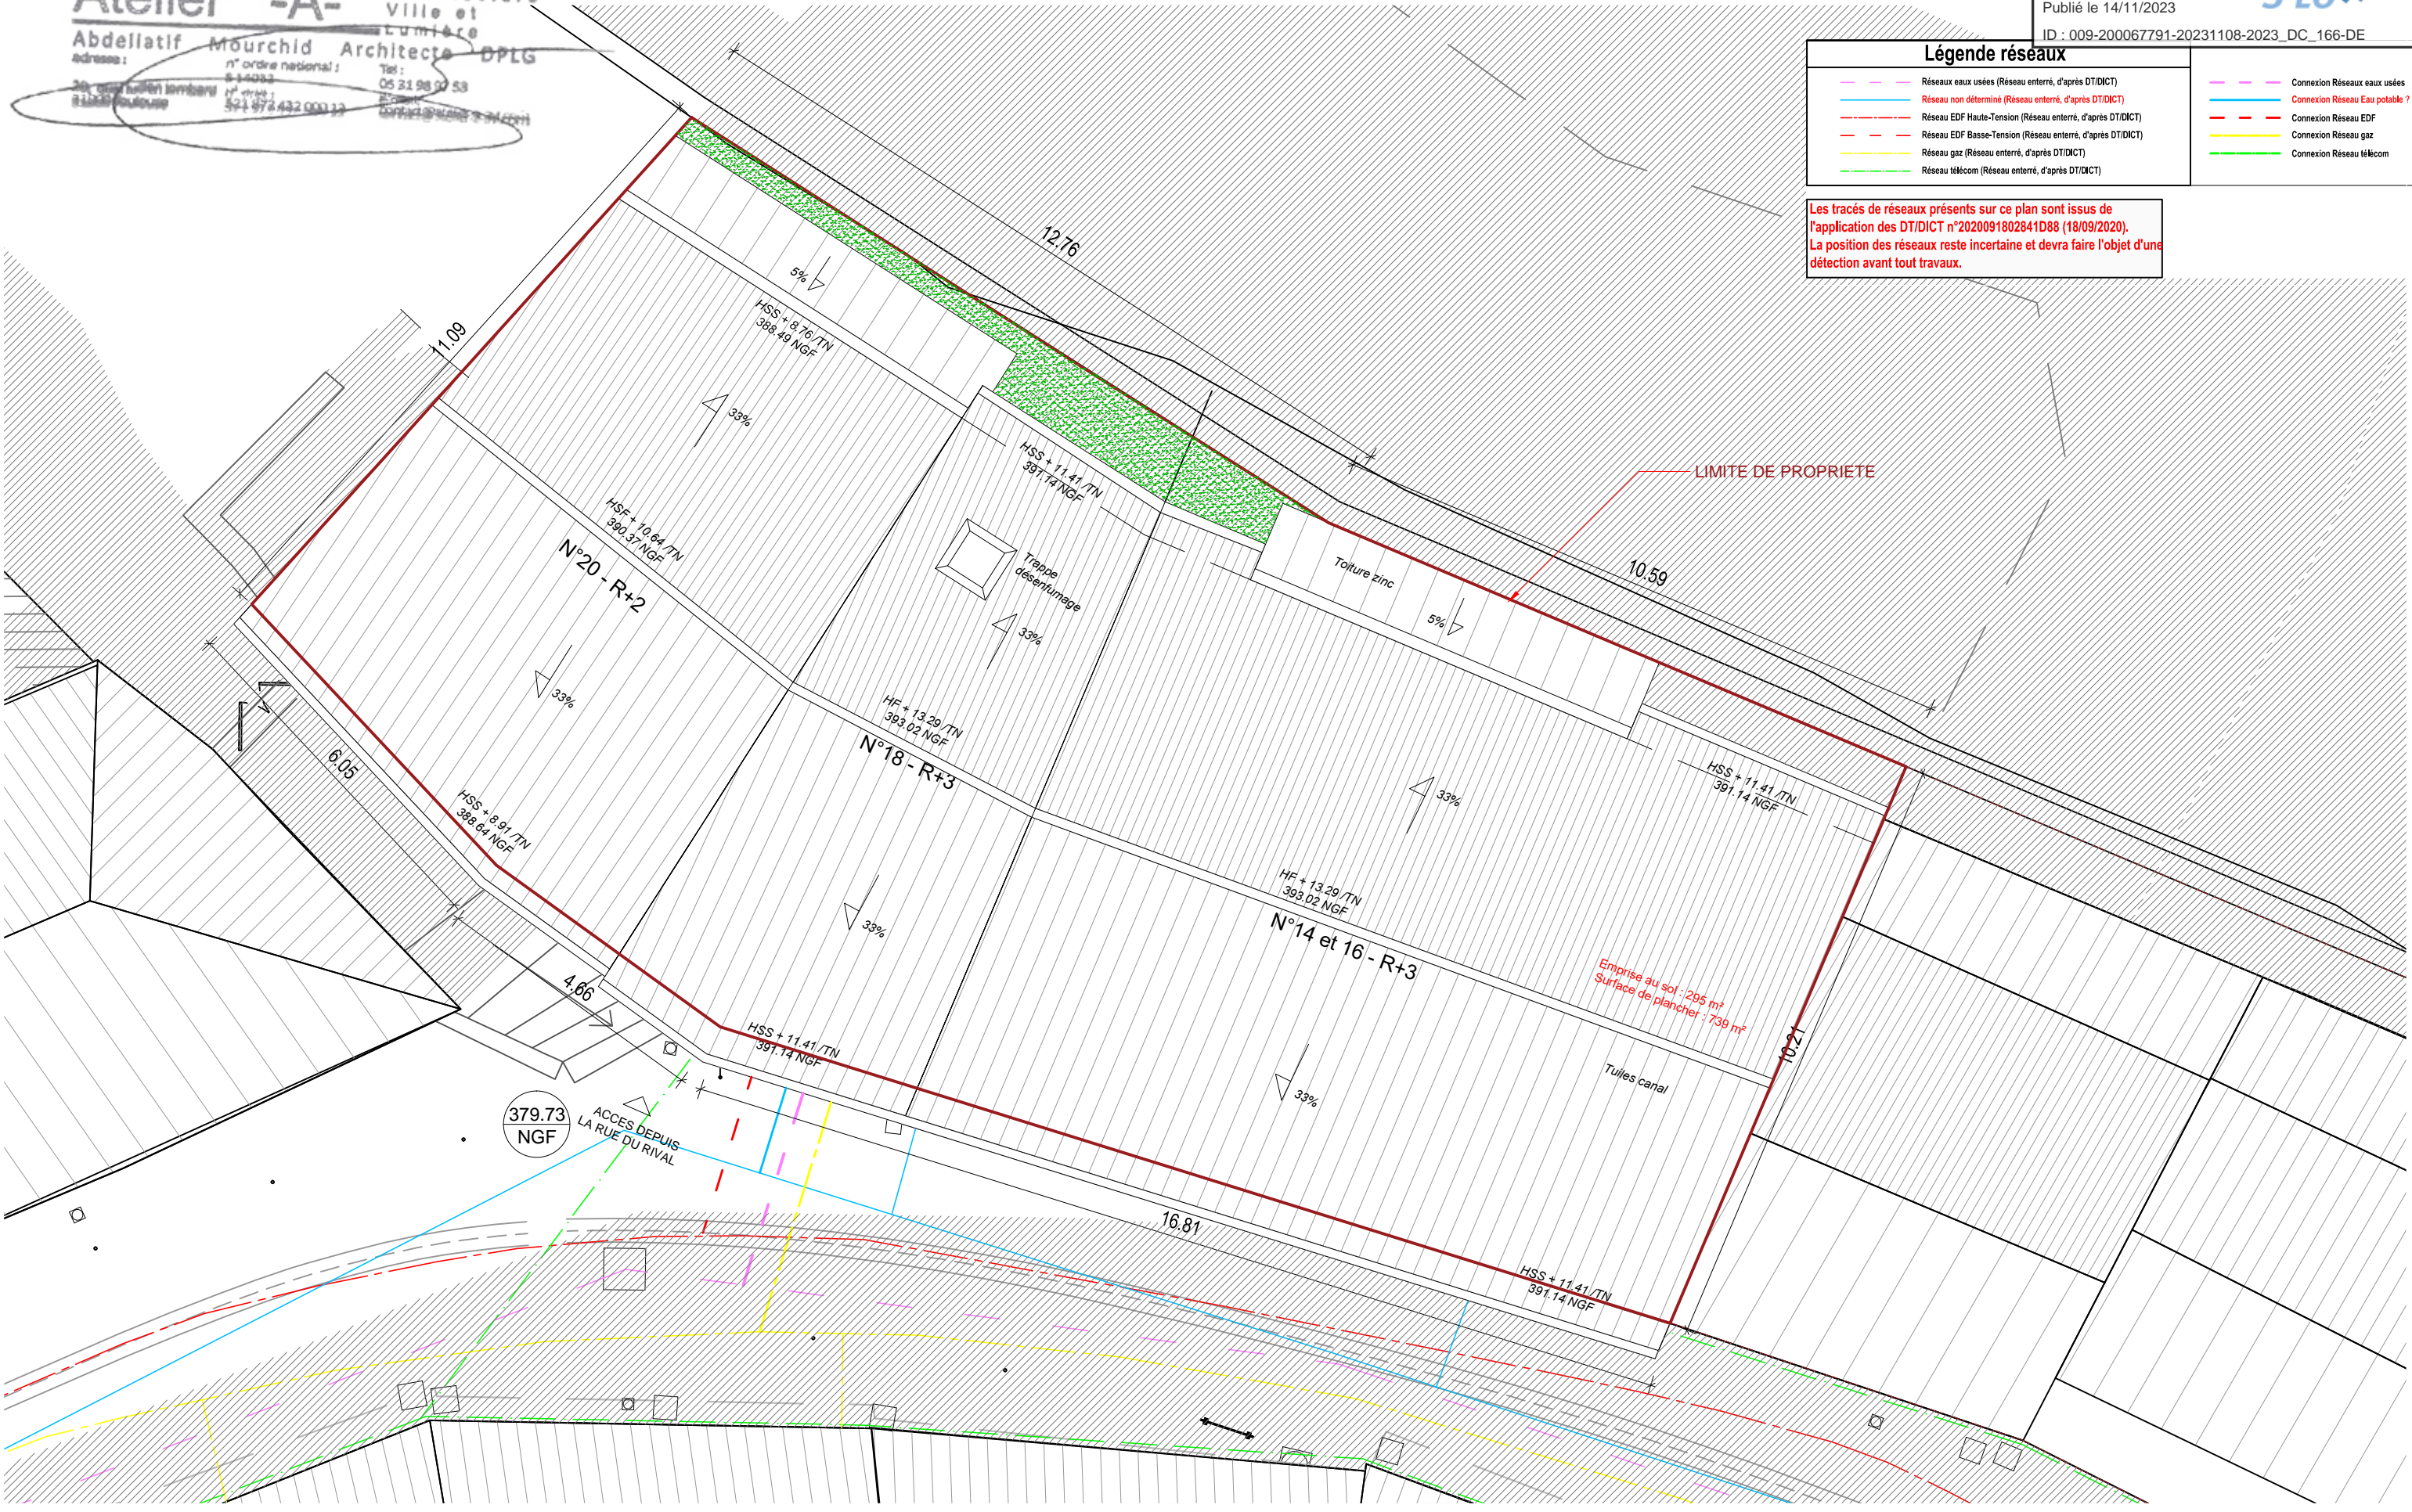 Atelier -A-
Ville et
Lumière
Abdellatif Mourchid Architecte DPLG
adresse :
n° ordre national :
Tel :
05 31 98 97 53
Publié le 14/11/2023
ID : 009-200067791-20231108-2023_DC_166-DE
Légende réseaux
Réseaux eaux usées (Réseau enterré, d'après DT/DICT)
Réseau non déterminé (Réseau enterré, d'après DT/DICT)
Réseau EDF Haute-Tension (Réseau enterré, d'après DT/DICT)
Réseau EDF Basse-Tension (Réseau enterré, d'après DT/DICT)
Réseau gaz (Réseau enterré, d'après DT/DICT)
Réseau télécom (Réseau enterré, d'après DT/DICT)
Connexion Réseaux eaux usées
Connexion Réseau Eau potable ?
Connexion Réseau EDF
Connexion Réseau gaz
Connexion Réseau télécom
Les tracés de réseaux présents sur ce plan sont issus de
l'application des DT/DICT n°2020091802841D88 (18/09/2020).
La position des réseaux reste incertaine et devra faire l'objet d'une
détection avant tout travaux.
12.76
11.09
5%
HSS + 8.76 /TN
388.49 NGF
33%
HSS + 11.41 /TN
391.14 NGF
LIMITE DE PROPRIETE
HSF + 10.64 /TN
390.37 NGF
N°20 - R+2
Trappe
désenfumage
33%
Toiture zinc
10.59
5%
33%
HF + 13.29 /TN
393.02 NGF
N°18 - R+3
6.05
HSS + 8.91 /TN
388.64 NGF
33%
HSS + 11.41 /TN
391.14 NGF
HF + 13.29 /TN
393.02 NGF
N°14 et 16 - R+3
33%
4.66
Emprise au sol : 295 m²
Surface de plancher : 739 m²
HSS + 11.41 /TN
391.14 NGF
10.21
Tuiles canal
33%
379.73
NGF
ACCES DEPUIS
LA RUE DU RIVAL
16.81
HSS + 11.41 /TN
391.14 NGF